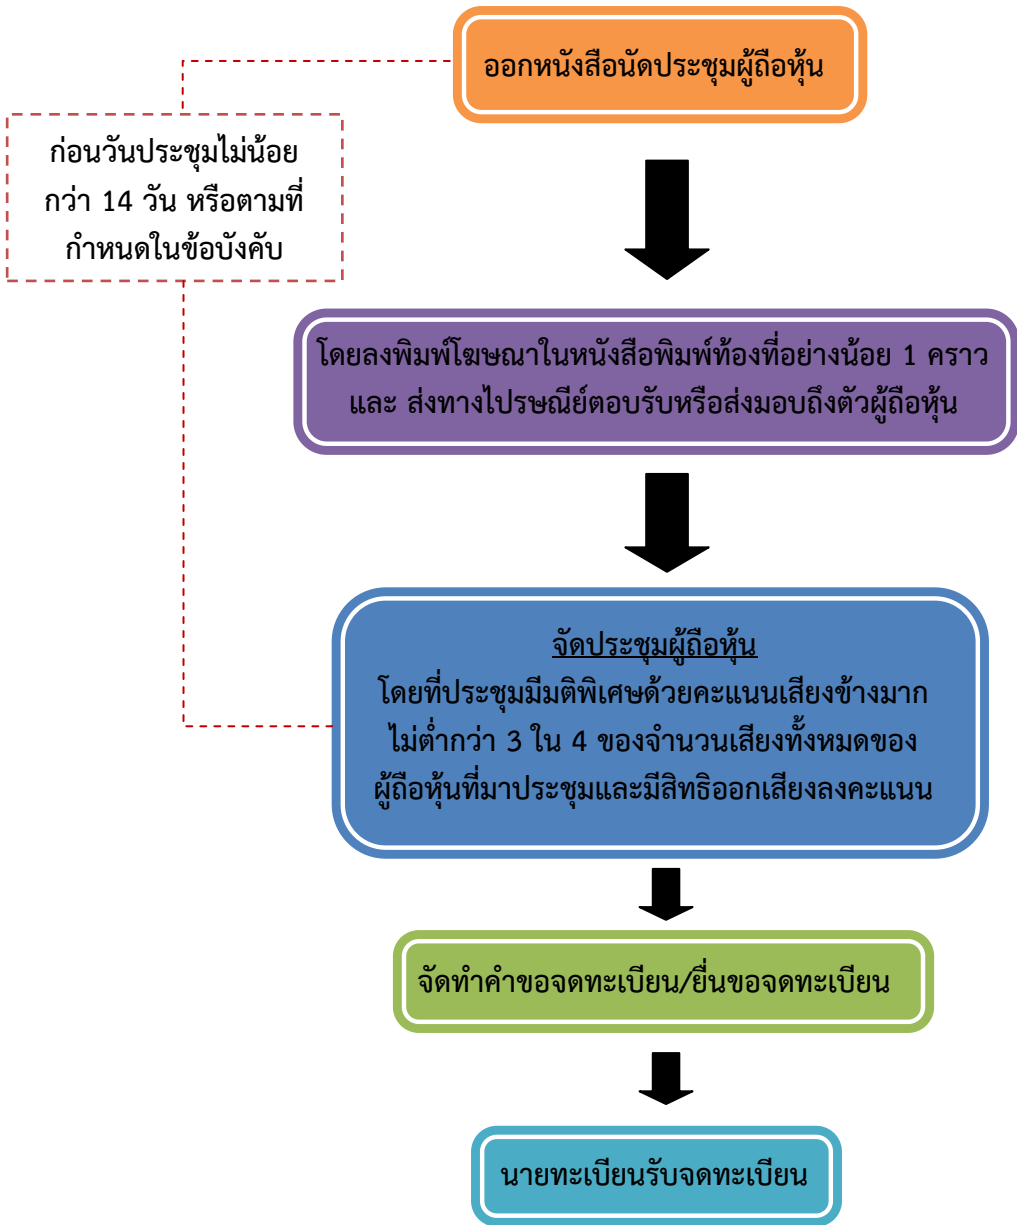 ออกหนังสือนัดประชุมผู้ถือหุ้น
ก่อนวันประชุมไม่น้อย
กว่า 14 วัน หรือตามที่
กำหนดในข้อบังคับ
โดยลงพิมพ์โฆษณาในหนังสือพิมพ์ท้องที่อย่างน้อย 1 คราว
และ ส่งทางไปรษณีย์ตอบรับหรือส่งมอบถึงตัวผู้ถือหุ้น
จัดประชุมผู้ถือหุ้น
โดยที่ประชุมมีมติพิเศษด้วยคะแนนเสียงข้างมาก
ไม่ต่ำกว่า 3 ใน 4 ของจำนวนเสียงทั้งหมดของ
ผู้ถือหุ้นที่มาประชุมและมีสิทธิออกเสียงลงคะแนน
จัดทำคำขอจดทะเบียน/ยื่นขอจดทะเบียน
นายทะเบียนรับจดทะเบียน